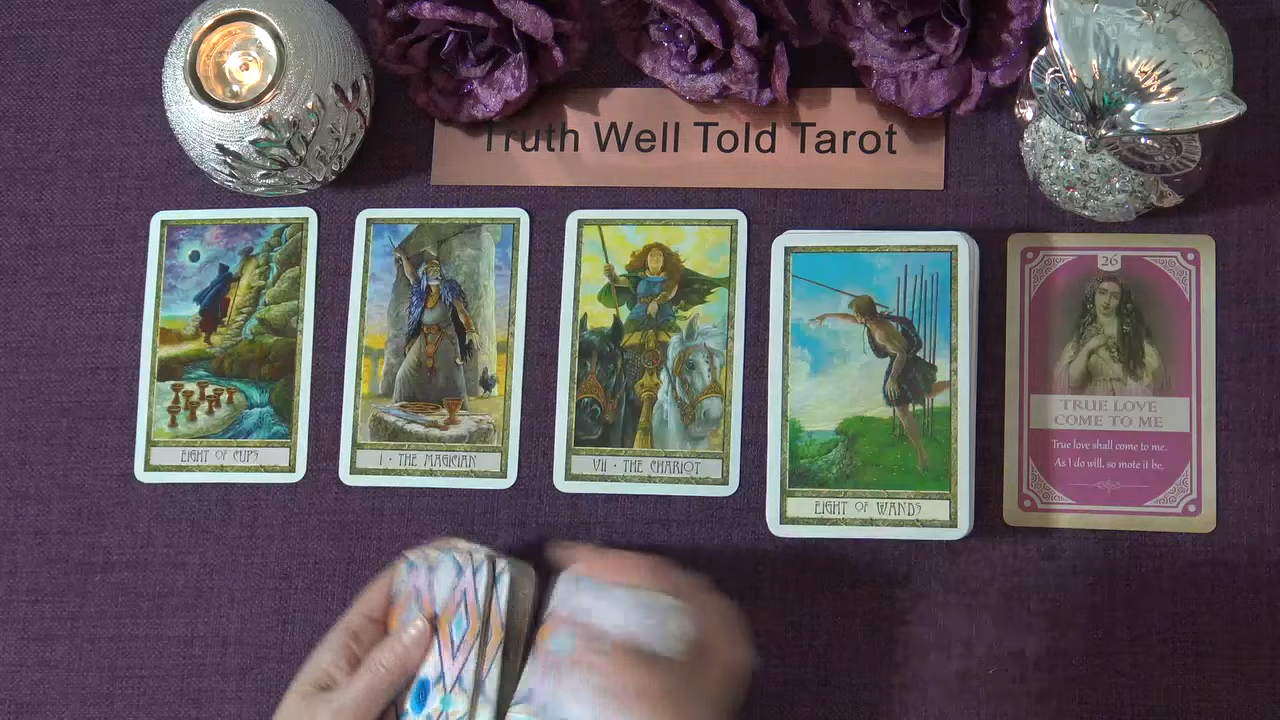 Truth Well Told Tarot
EIGHT OF CUPS
I • THE MAGICIAN
VII • THE CHARIOT
EIGHT OF WANDS
26
TRUE LOVE
COME TO ME
True love shall come to me.
As I do will, so mote it be.